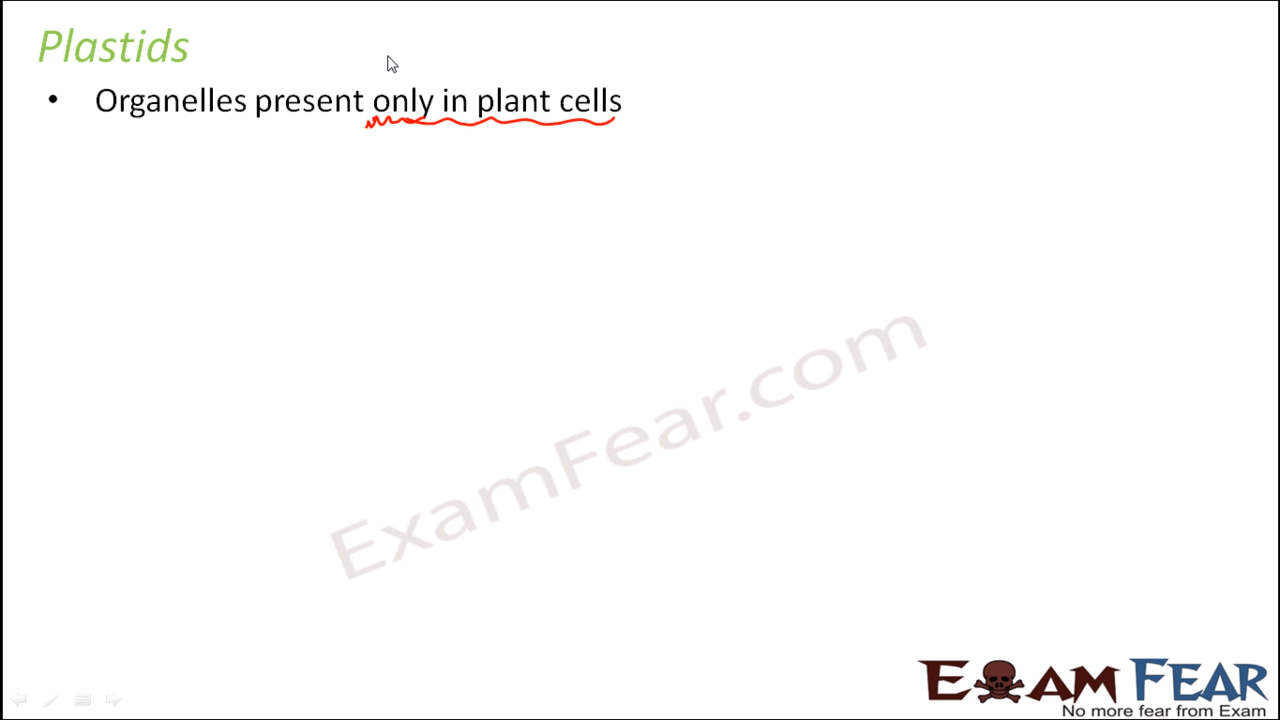 Plastids
• Organelles present only in plant cells
ExamFear.com
EXAM FEAR
No more fear from Exam